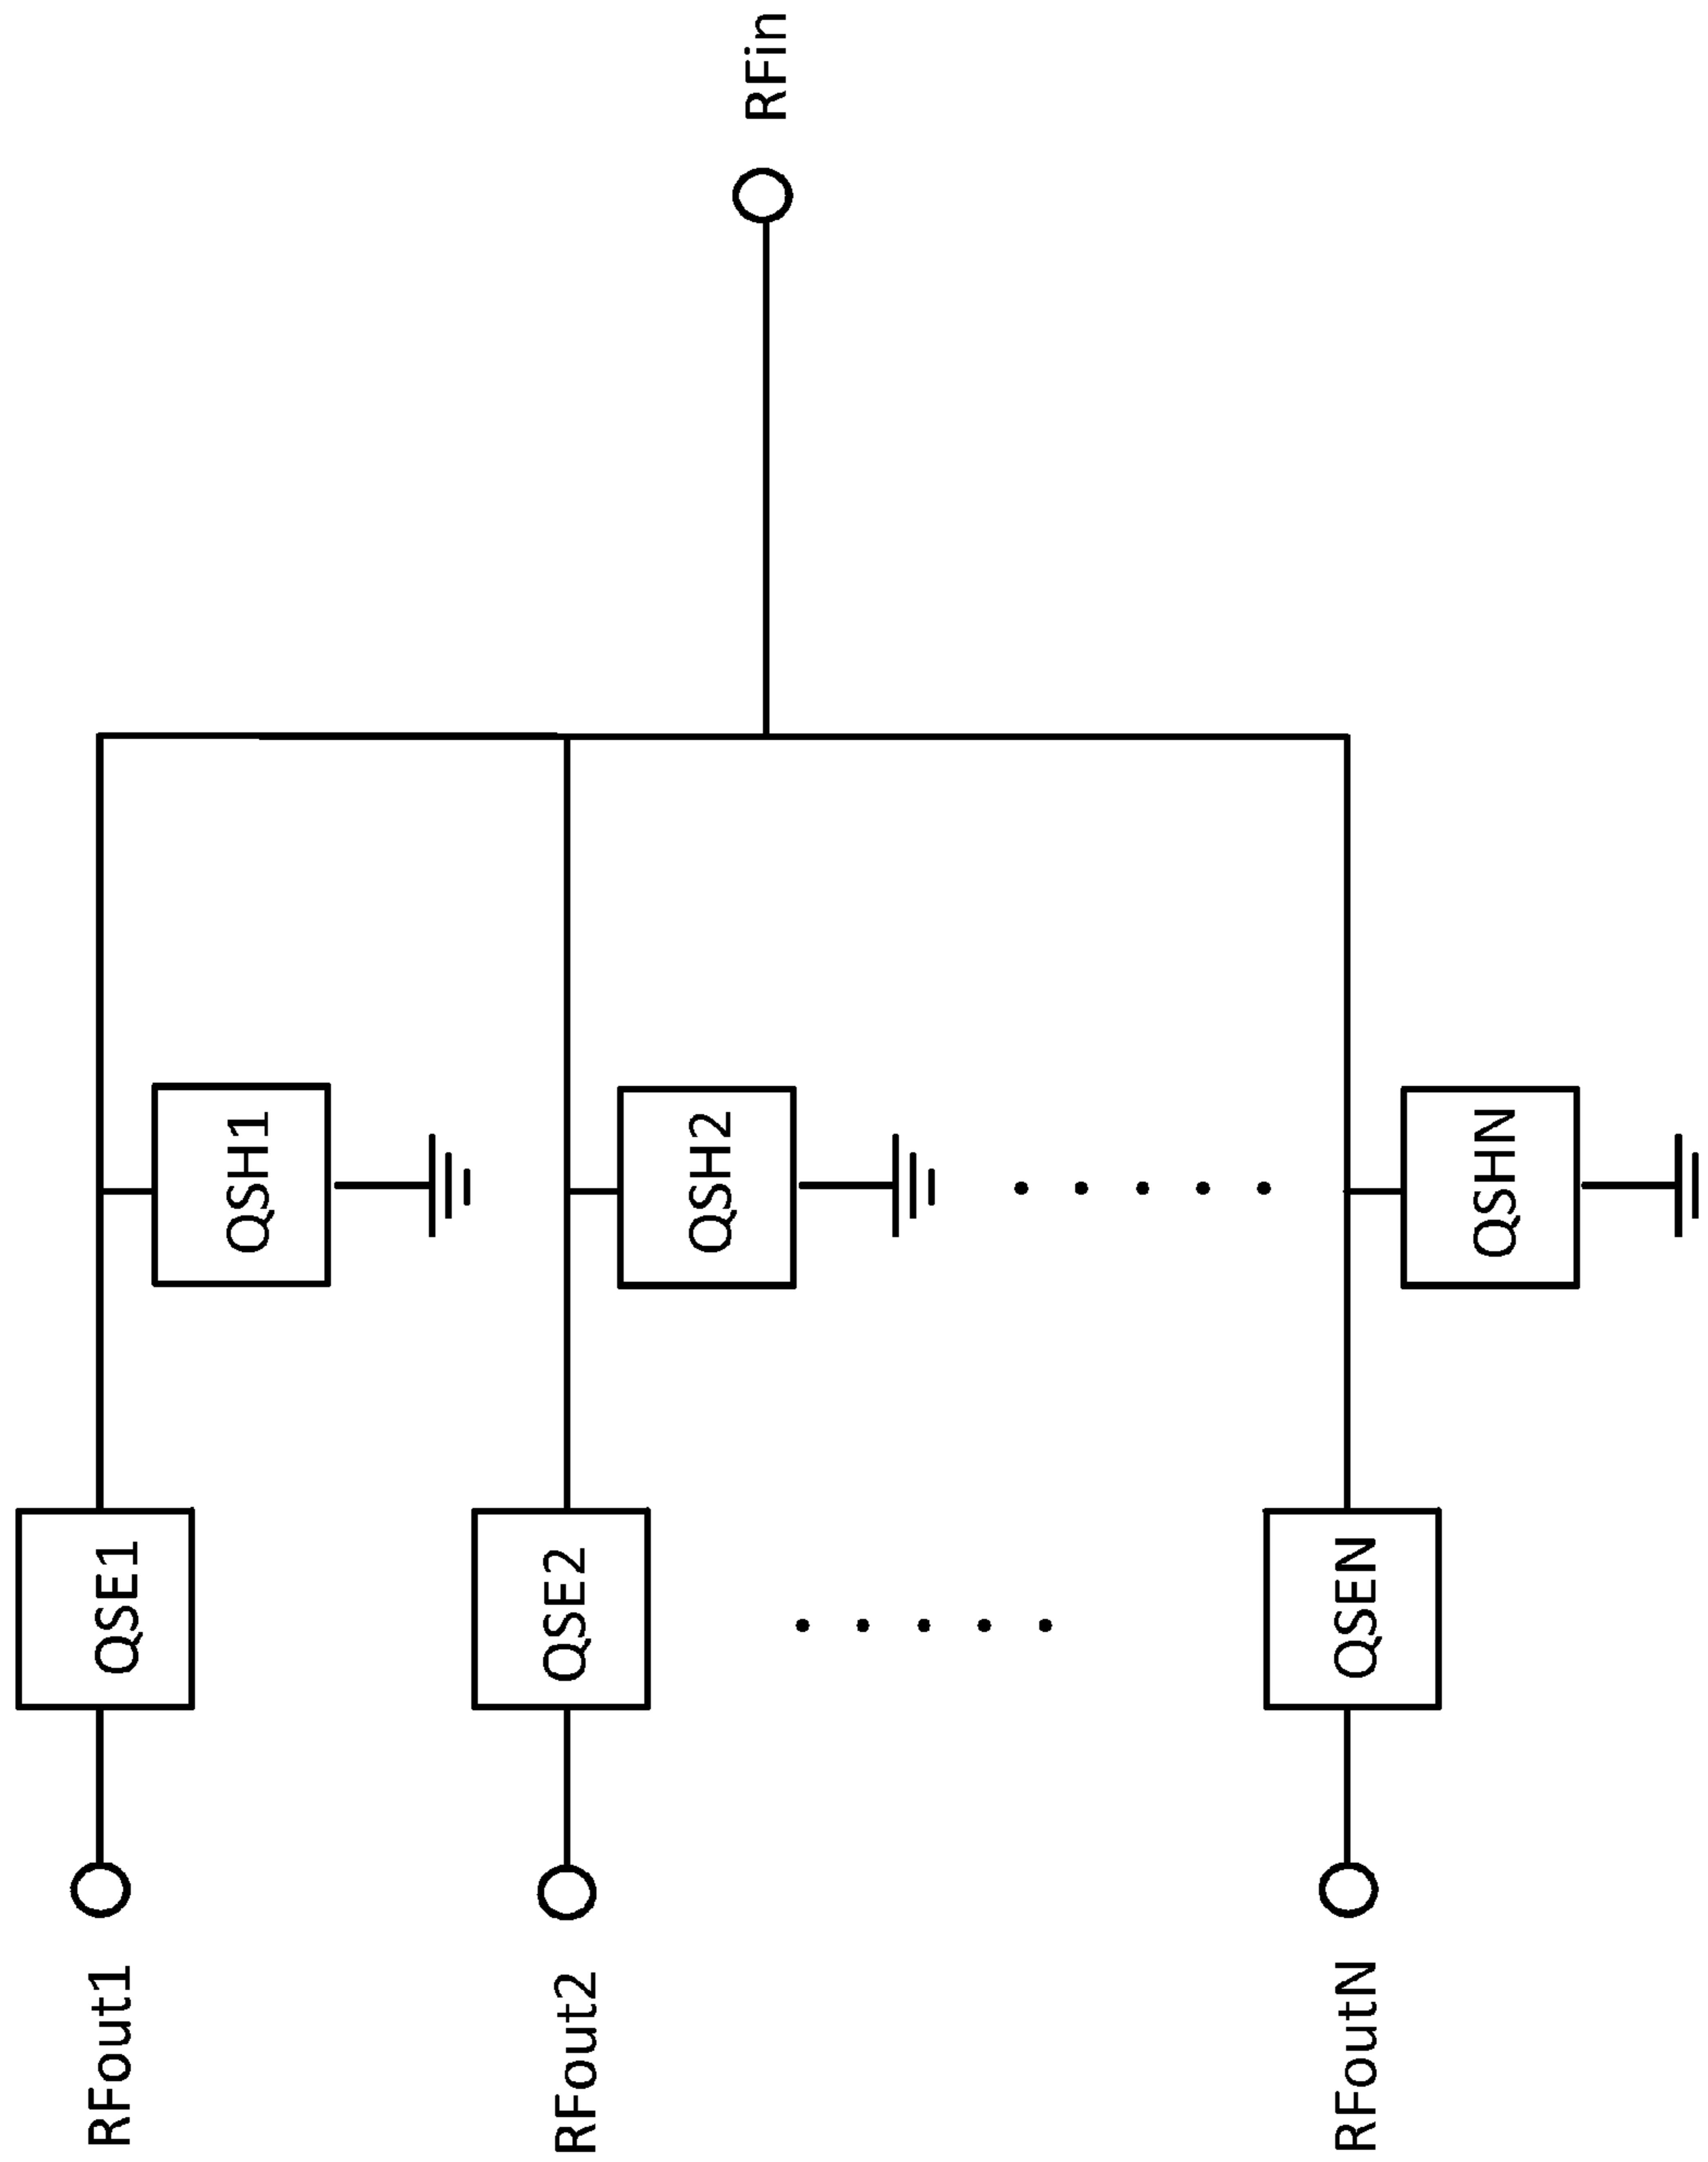 RFout1
QSE1
QSH1
RFout2
QSE2
QSH2
RFin
RFoutN
QSEN
QSHN